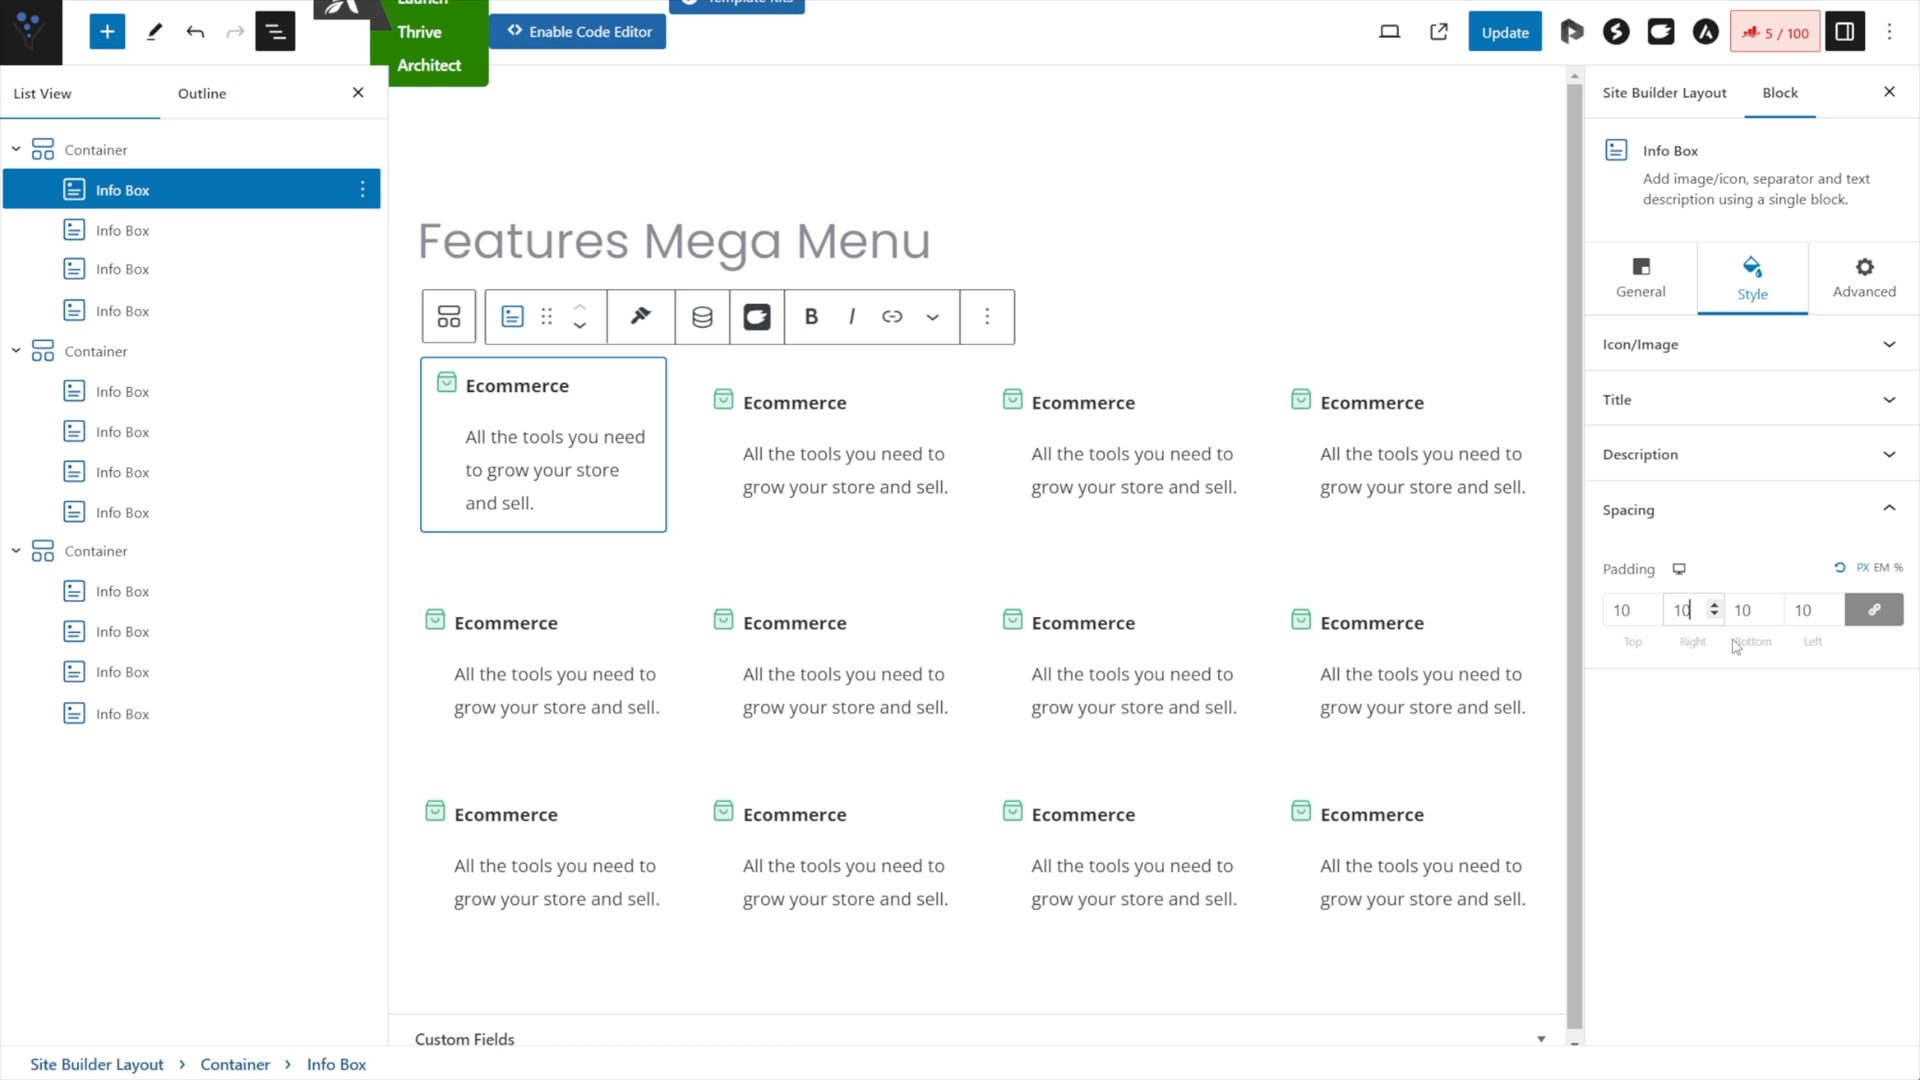 Launch
Thrive
Architect
Enable Code Editor
Template Kits
Update
5 / 100
List View
Outline
Container
Info Box
Info Box
Info Box
Info Box
Container
Info Box
Info Box
Info Box
Info Box
Container
Info Box
Info Box
Info Box
Info Box
Features Mega Menu
B I
Ecommerce
All the tools you need
to grow your store
and sell.
Ecommerce
All the tools you need to
grow your store and sell.
Ecommerce
All the tools you need to
grow your store and sell.
Ecommerce
All the tools you need to
grow your store and sell.
Ecommerce
All the tools you need to
grow your store and sell.
Ecommerce
All the tools you need to
grow your store and sell.
Ecommerce
All the tools you need to
grow your store and sell.
Ecommerce
All the tools you need to
grow your store and sell.
Ecommerce
All the tools you need to
grow your store and sell.
Ecommerce
All the tools you need to
grow your store and sell.
Ecommerce
All the tools you need to
grow your store and sell.
Ecommerce
All the tools you need to
grow your store and sell.
Custom Fields
Site Builder Layout
Block
Info Box
Add image/icon, separator and text
description using a single block.
General
Style
Advanced
Icon/Image
Title
Description
Spacing
Padding
PX EM %
10 10 10 10
Top Right Bottom Left
Site Builder Layout > Container > Info Box